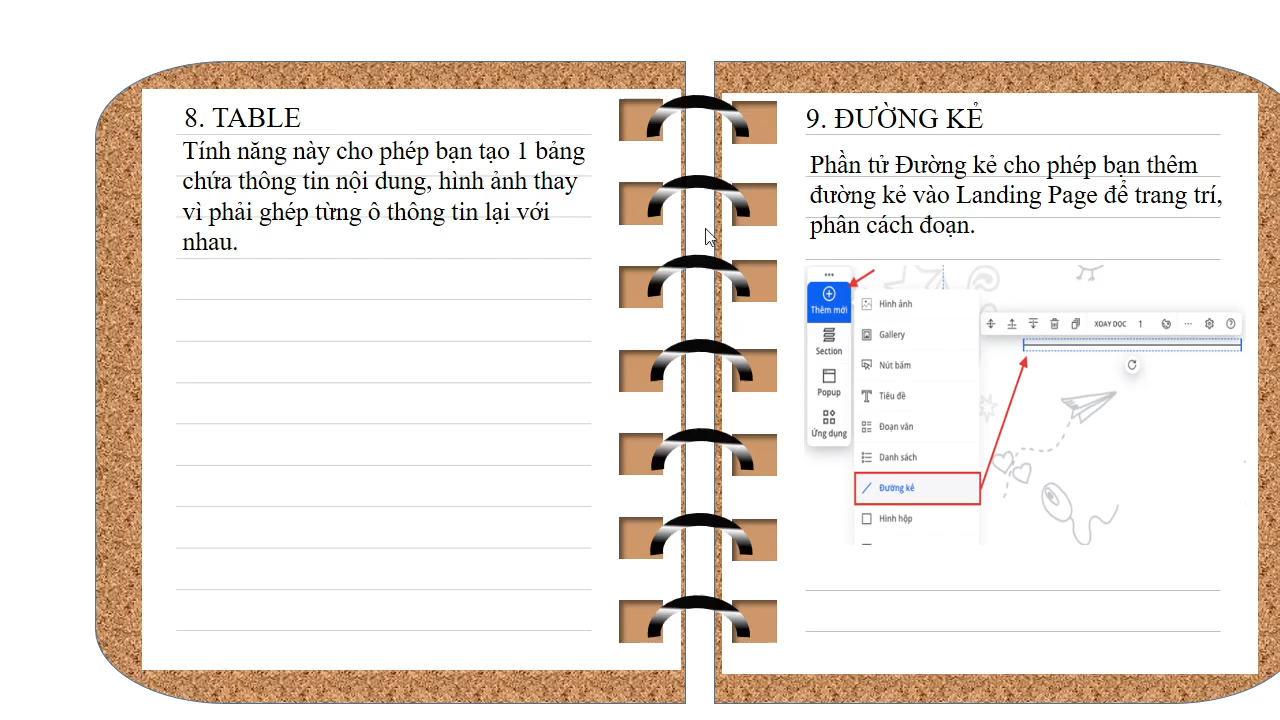 8. TABLE
Tính năng này cho phép bạn tạo 1 bảng
chứa thông tin nội dung, hình ảnh thay
vì phải ghép từng ô thông tin lại với
nhau.
9. ĐƯỜNG KẺ
Phần tử Đường kẻ cho phép bạn thêm
đường kẻ vào Landing Page để trang trí,
phân cách đoạn.
Thêm mới
Section
Popup
Ứng dụng
Hình ảnh
Gallery
Nút bấm
Tiêu đề
Đoạn văn
Danh sách
Đường kẻ
Hình hộp
XOAY DỌC 1